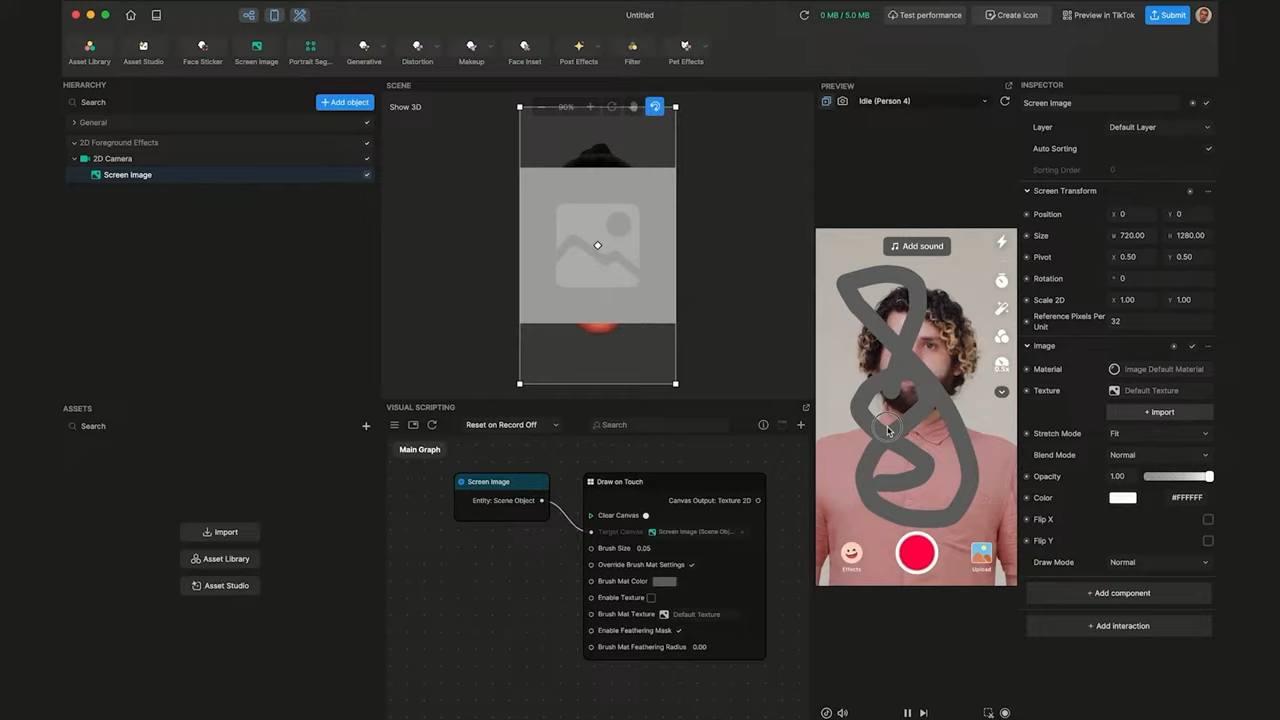 Untitled
0 MB / 5.0 MB
Test performance
Create icon
Preview in TikTok
Submit
Asset Library
Asset Studio
Face Sticker
Screen Image
Portrait Seg...
Generative
Distortion
Makeup
Face Inset
Post Effects
Filter
Pet Effects
HIERARCHY
Search
+ Add object
General
2D Foreground Effects
2D Camera
Screen Image
ASSETS
Search
+
Import
Asset Library
Asset Studio
SCENE
Show 3D
90%
VISUAL SCRIPTING
Reset on Record Off
Search
Main Graph
Screen Image
Entity: Scene Object
Draw on Touch
Canvas Output: Texture 2D
Clear Canvas
Target Canvas Screen Image (Scene Obj...
Brush Size 0.05
Override Brush Mat Settings
Brush Mat Color
Enable Texture
Brush Mat Texture Default Texture
Enable Feathering Mask
Brush Mat Feathering Radius 0.00
PREVIEW
Idle (Person 4)
Add sound
0.5x
Effects
Upload
INSPECTOR
Screen Image
Layer Default Layer
Auto Sorting
Sorting Order 0
Screen Transform
Position X 0 Y 0
Size W 720.00 H 1280.00
Pivot X 0.50 Y 0.50
Rotation ° 0
Scale 2D X 1.00 Y 1.00
Reference Pixels Per
Unit
32
Image
Material Image Default Material
Texture Default Texture
+ Import
Stretch Mode Fit
Blend Mode Normal
Opacity 1.00
Color #FFFFFF
Flip X
Flip Y
Draw Mode Normal
+ Add component
+ Add interaction